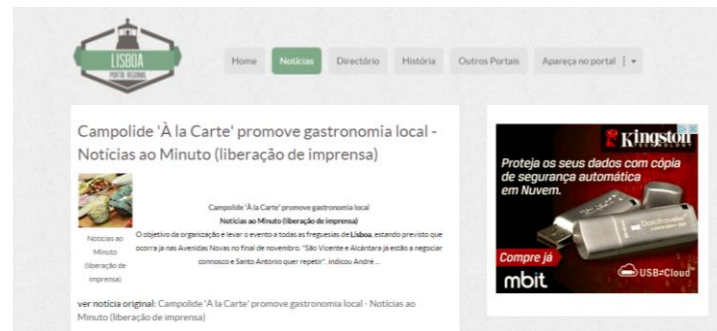 LISBOA
PORTAL REGIONAL
Home
Notícias
Directório
História
Outros Portais
Apareça no portal
Campolide 'À la Carte' promove gastronomia local -
Notícias ao Minuto (liberação de imprensa)
Notícias ao
Minuto
(liberação de
imprensa)
Campolide 'À la Carte' promove gastronomia local
Notícias ao Minuto (liberação de imprensa)
O objetivo da organização e levar o evento a todas as freguesias de Lisboa, estando previsto que
ocorra já nas Avenidas Novas no final de novembro. "São Vicente e Alcântara já estão a negociar
connosco e Santo António quer repetir", indicou André ...
ver notícia original: Campolide 'À la Carte' promove gastronomia local - Notícias ao
Minuto (liberação de imprensa)
Kingston
TECHNOLOGY
Proteja os seus dados com cópia
de segurança automática
em Nuvem.
DataTraveler
Compre já
mbit
USB⇄Cloud™